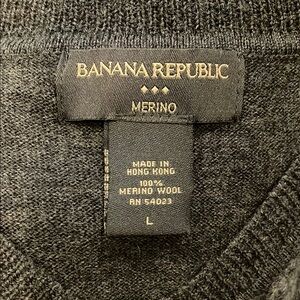 BANANA REPUBLIC
MERINO
MADE IN
HONG KONG
100%
MERINO WOOL
RN 54023
L